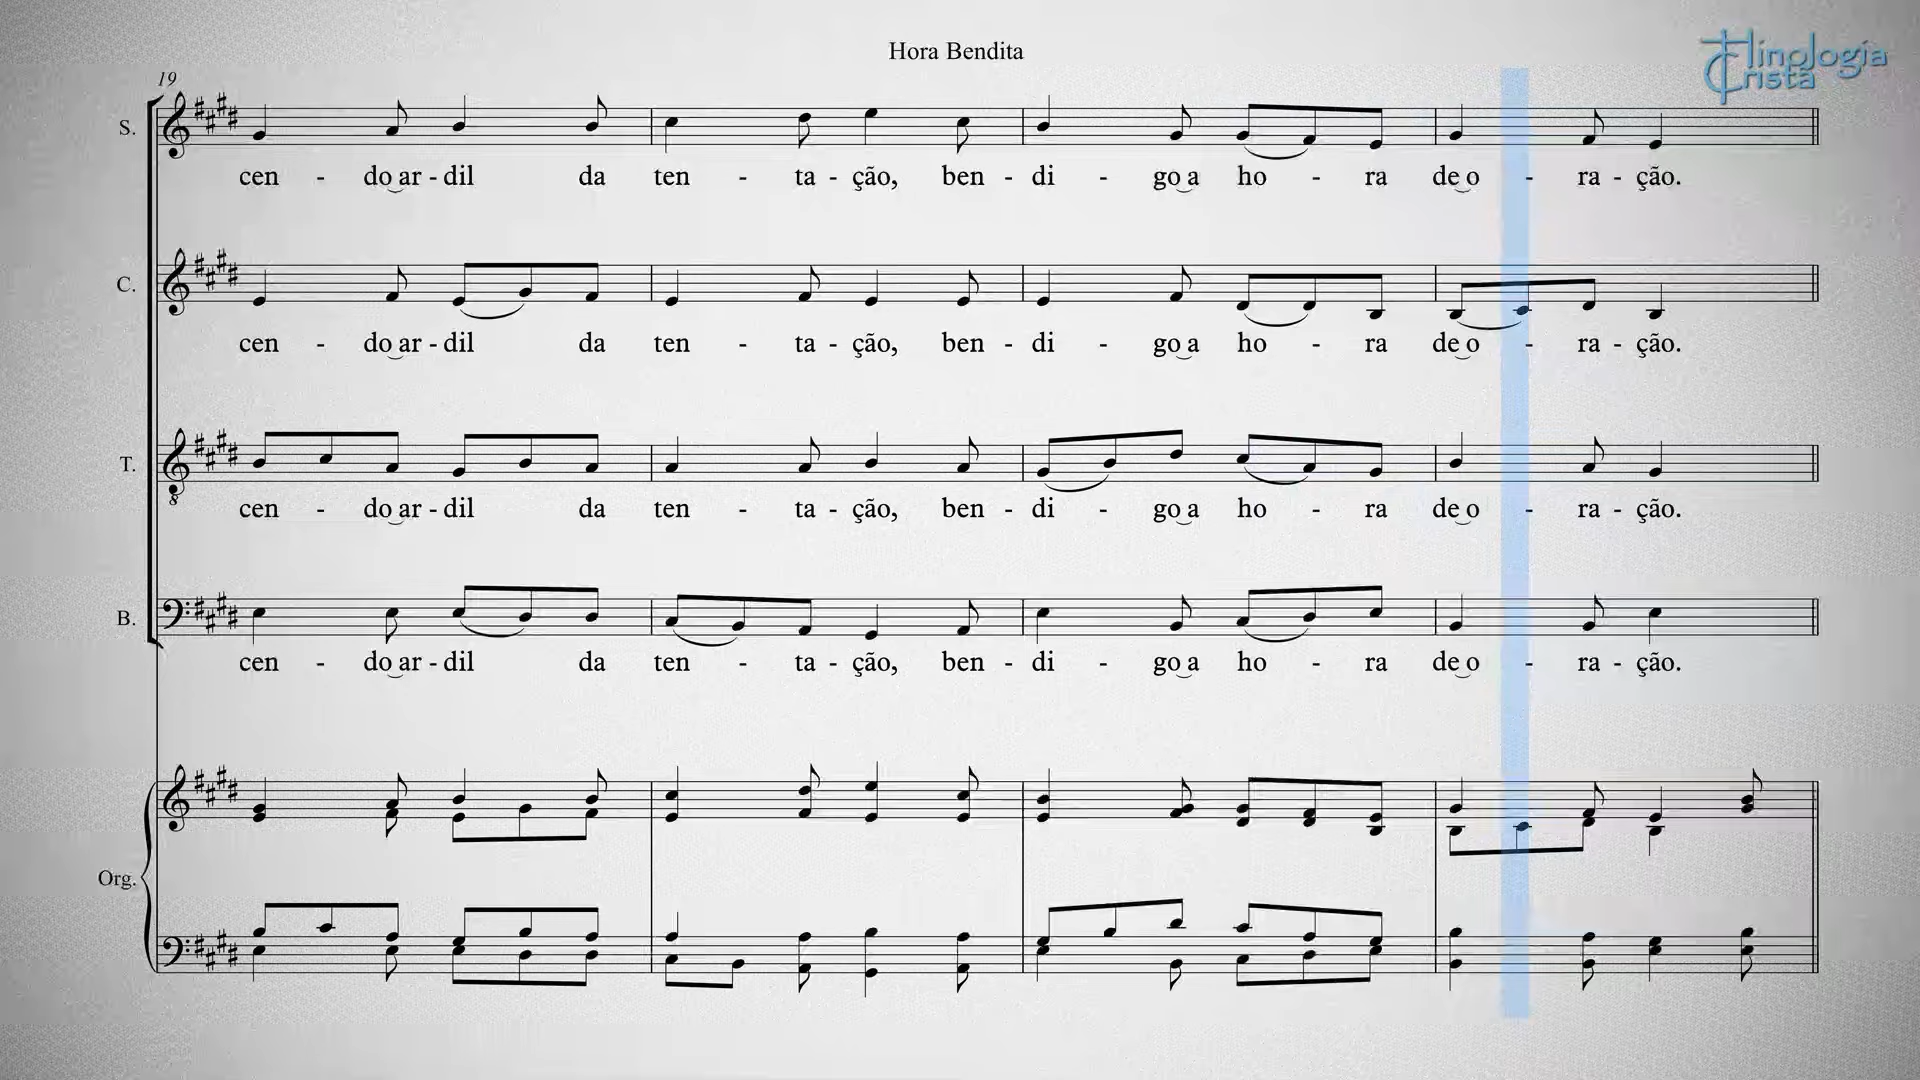 Hora Bendita
Hinologia
Cristã
19
S.
cen - do ar - dil da ten - ta - ção, ben - di - go a ho - ra de o - ra - ção.
C.
cen - do ar - dil da ten - ta - ção, ben - di - go a ho - ra de o - ra - ção.
T.
8
cen - do ar - dil da ten - ta - ção, ben - di - go a ho - ra de o - ra - ção.
B.
cen - do ar - dil da ten - ta - ção, ben - di - go a ho - ra de o - ra - ção.
Org.